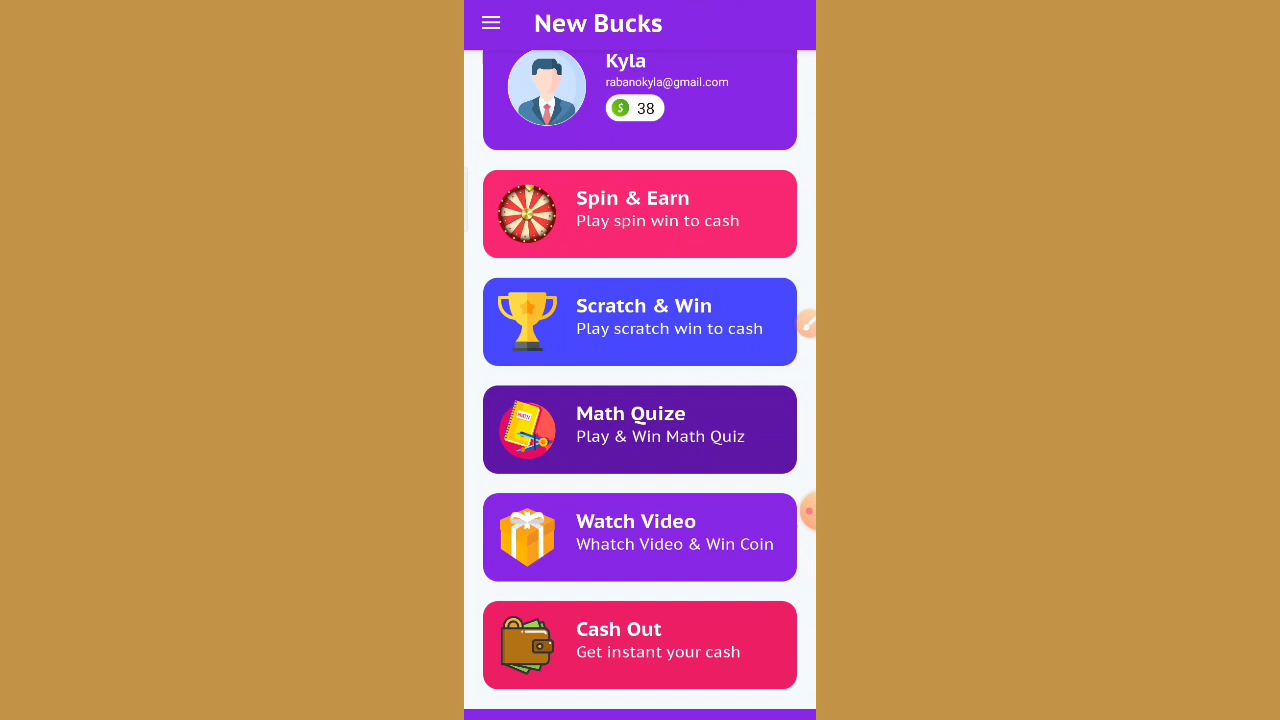 New Bucks
Kyla
rabanokyla@gmail.com
$ 38
Spin & Earn
Play spin win to cash
Scratch & Win
Play scratch win to cash
MATH
Math Quize
Play & Win Math Quiz
Watch Video
Whatch Video & Win Coin
Cash Out
Get instant your cash